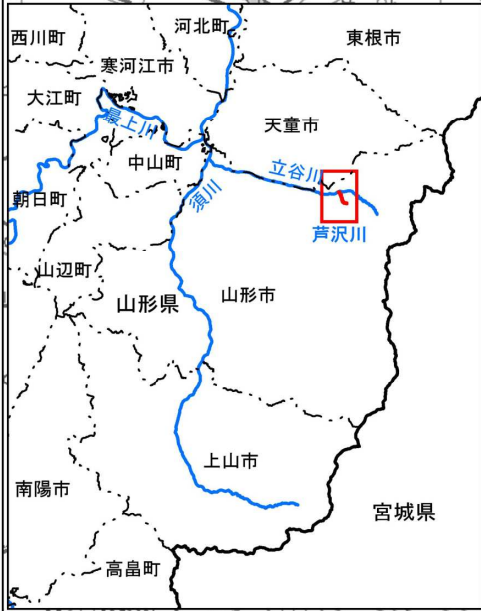 河北町
西川町
東根市
寒河江市
大江町
最上川
天童市
中山町
立谷川
朝日町
須川
芦沢川
山辺町
山形県
山形市
上山市
南陽市
宮城県
高畠町